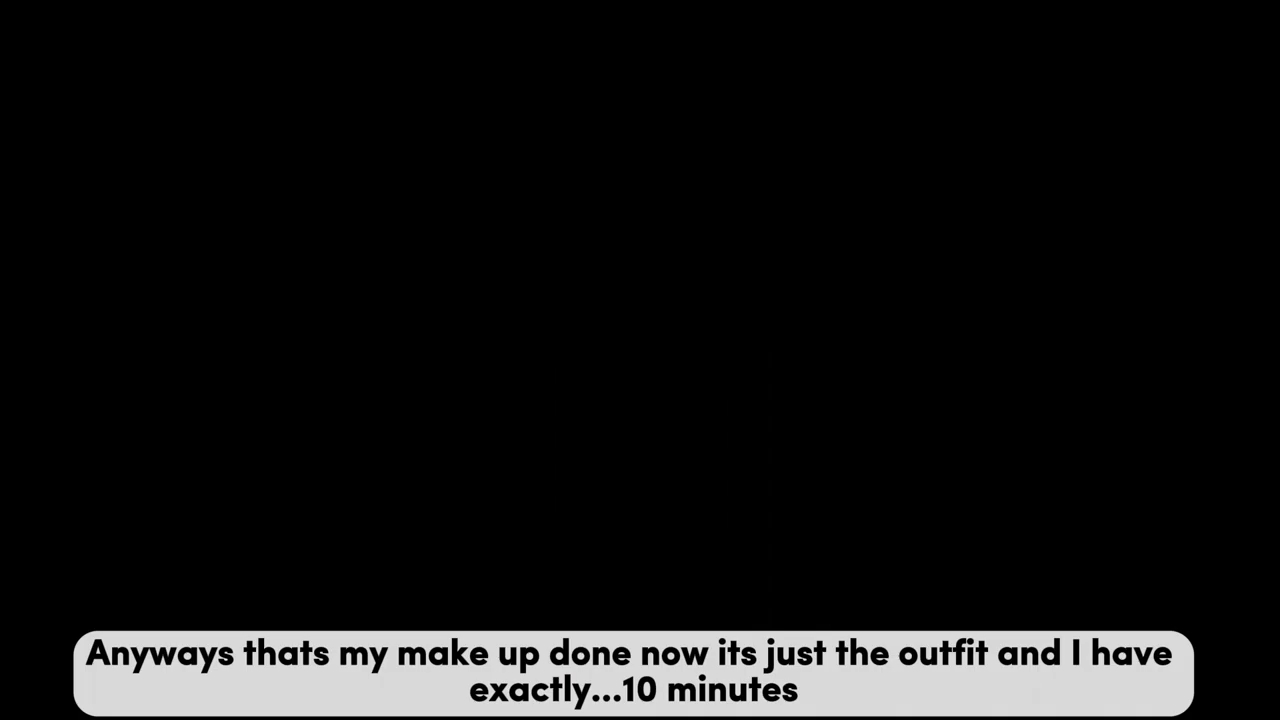 Anyways thats my make up done now its just the outfit and I have
exactly...10 minutes